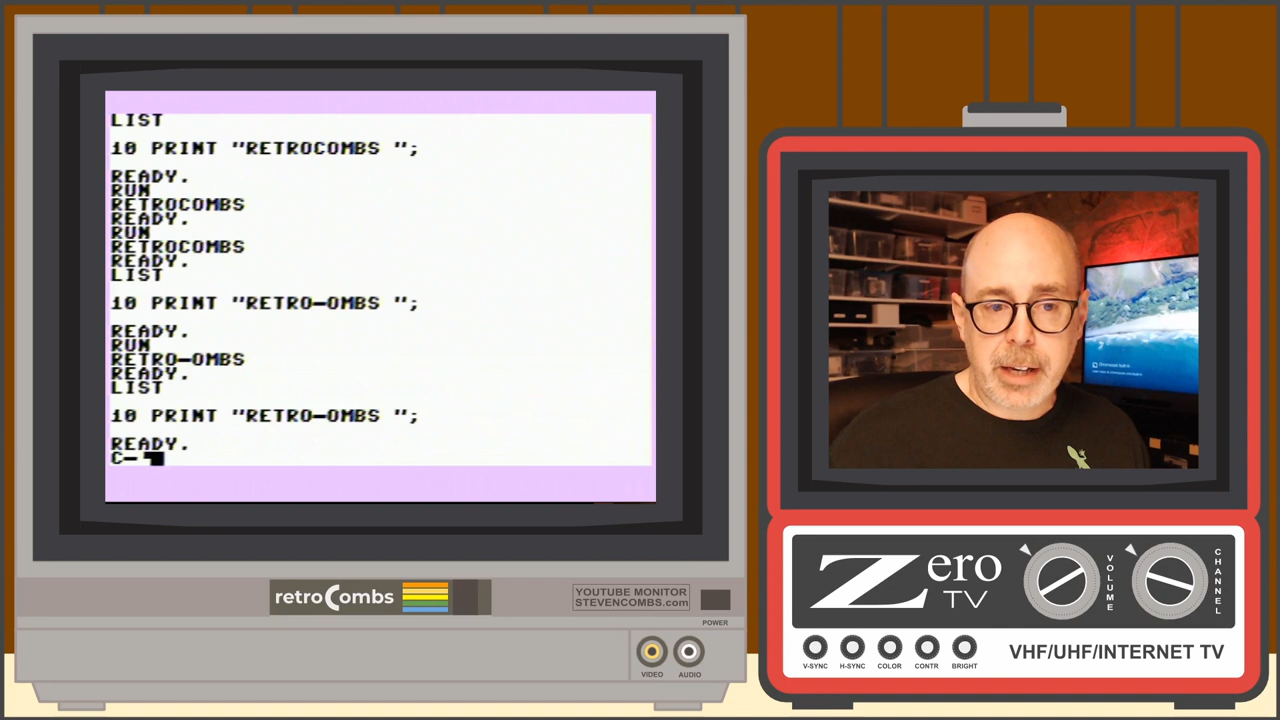 LIST
10 PRINT "RETROCOMBS ";
READY.
RUN
RETROCOMBS
READY.
RUN
RETROCOMBS
READY.
LIST
10 PRINT "RETRO─OMBS ";
READY.
RUN
RETRO─OMBS
READY.
LIST
10 PRINT "RETRO─OMBS ";
READY.
C─
retroCombs
YOUTUBE MONITOR
STEVENCOMBS.com
POWER
VIDEO AUDIO
Zero
TV
VOLUME
CHANNEL
V-SYNC H-SYNC COLOR CONTR BRIGHT
VHF/UHF/INTERNET TV